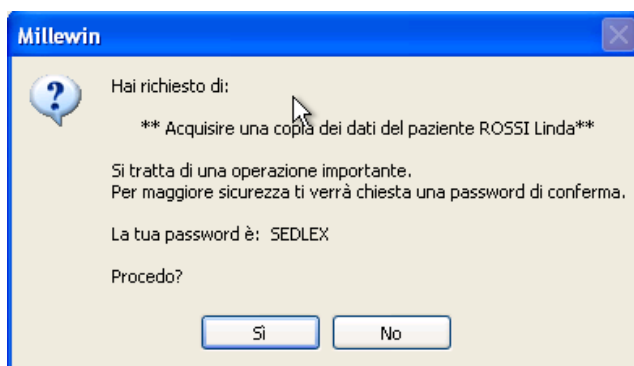 Millewin
Hai richiesto di:
** Acquisire una copia dei dati del paziente ROSSI Linda**
Si tratta di una operazione importante.
Per maggiore sicurezza ti verrà chiesta una password di conferma.
La tua password è: SEDLEX
Procedo?
Sì
No